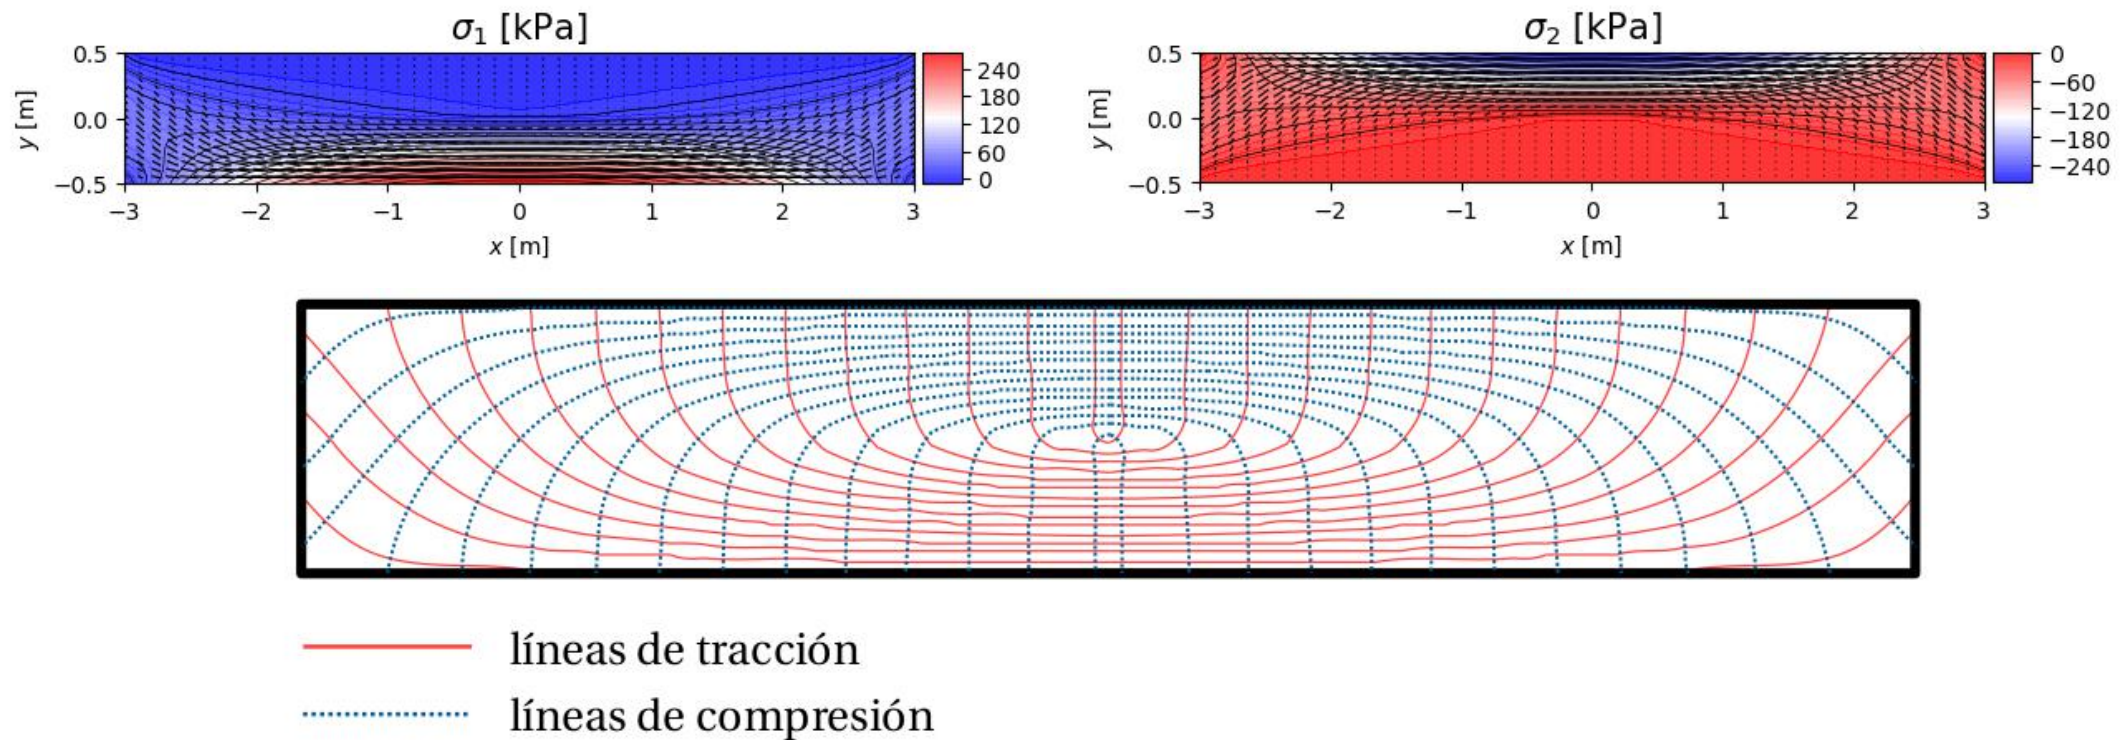 σ₁ [kPa]
0.5
0.0
−0.5
y [m]
−3 −2 −1 0 1 2 3
x [m]
240
180
120
60
0
σ₂ [kPa]
0.5
0.0
−0.5
y [m]
−3 −2 −1 0 1 2 3
x [m]
0
−60
−120
−180
−240
líneas de tracción
líneas de compresión